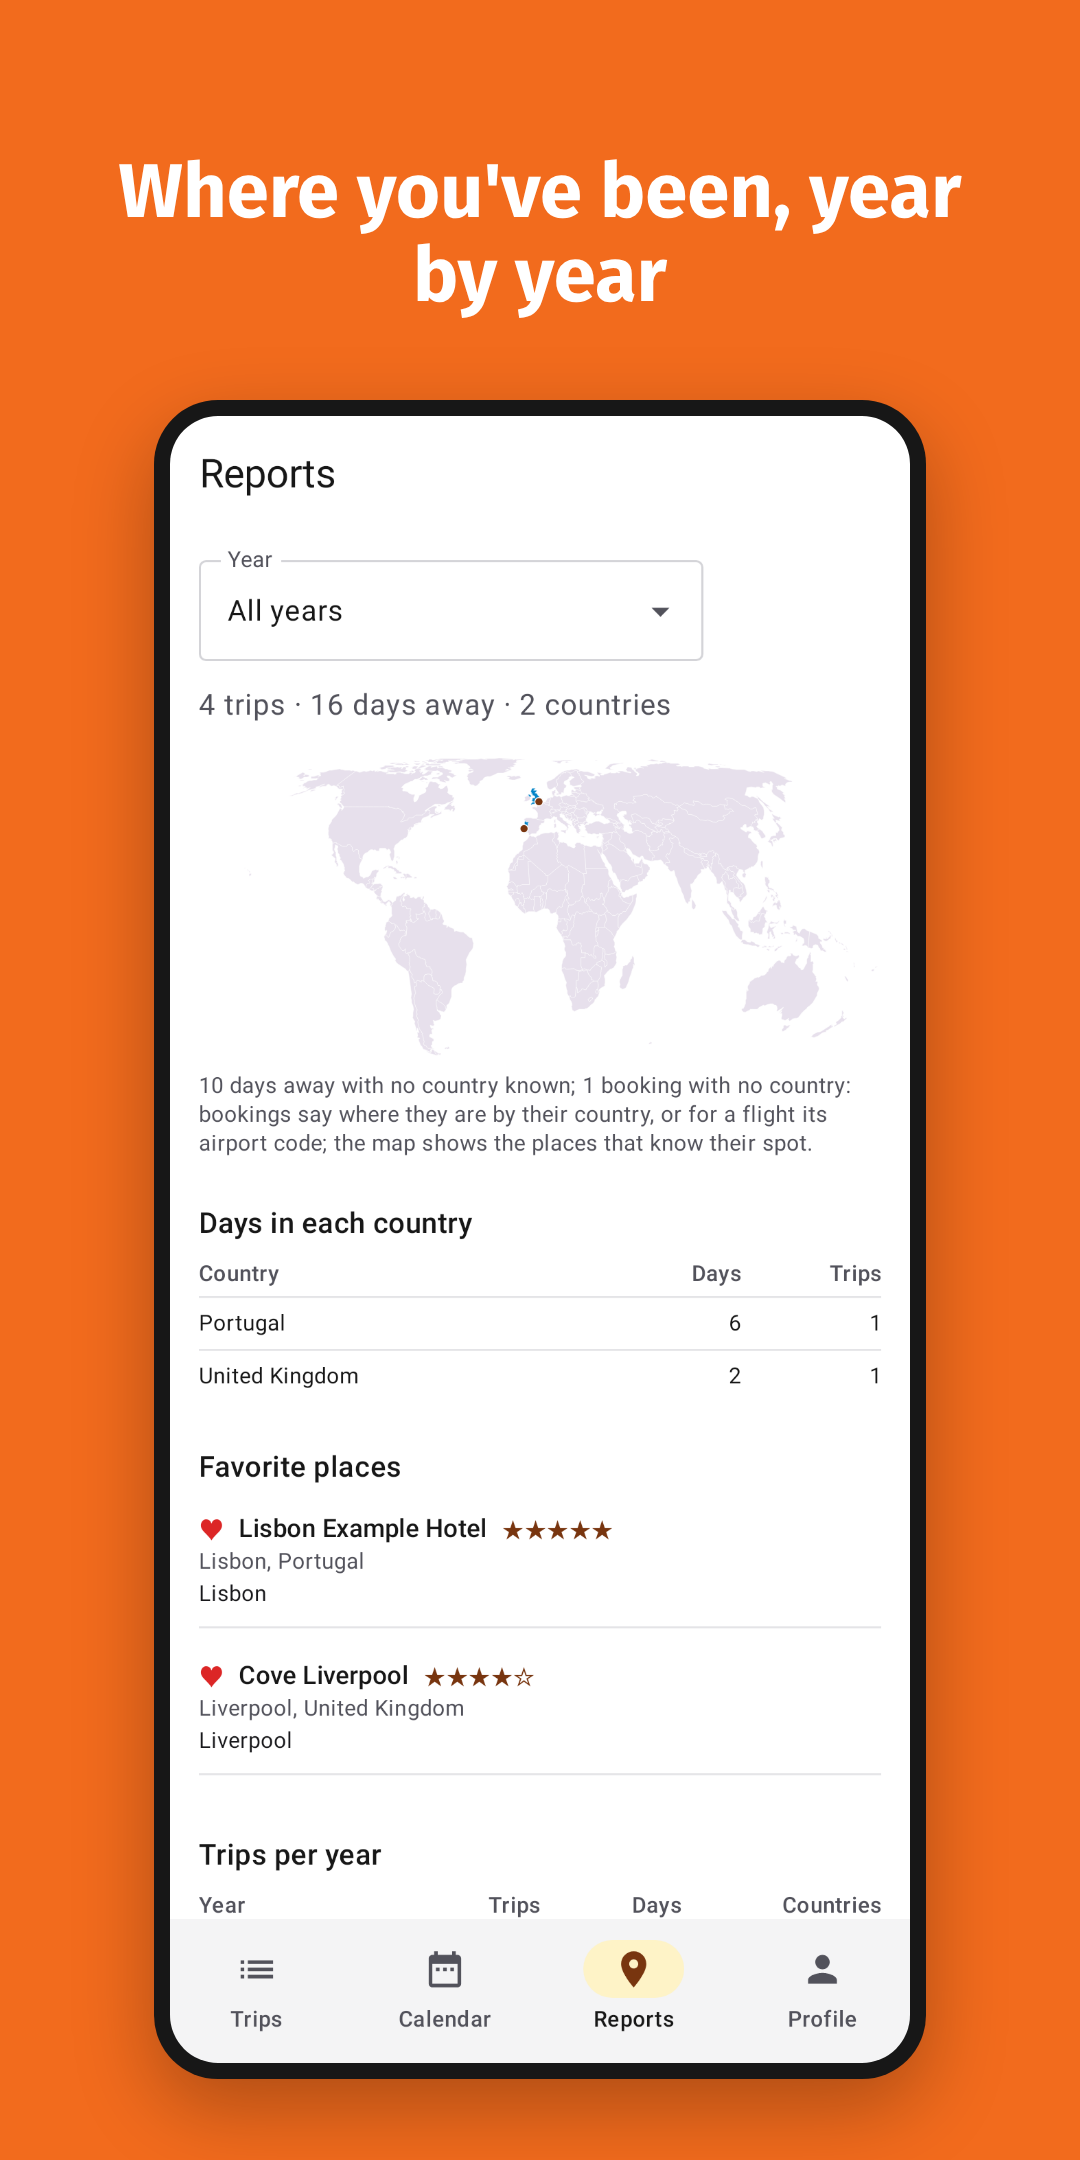 Where you've been, year
by year
Reports
Year
All years
4 trips · 16 days away · 2 countries
10 days away with no country known; 1 booking with no country:
bookings say where they are by their country, or for a flight its
airport code; the map shows the places that know their spot.
Days in each country
Country Days Trips
Portugal 6 1
United Kingdom 2 1
Favorite places
Lisbon Example Hotel ★★★★★
Lisbon, Portugal
Lisbon
Cove Liverpool ★★★★☆
Liverpool, United Kingdom
Liverpool
Trips per year
Year Trips Days Countries
Trips Calendar Reports Profile